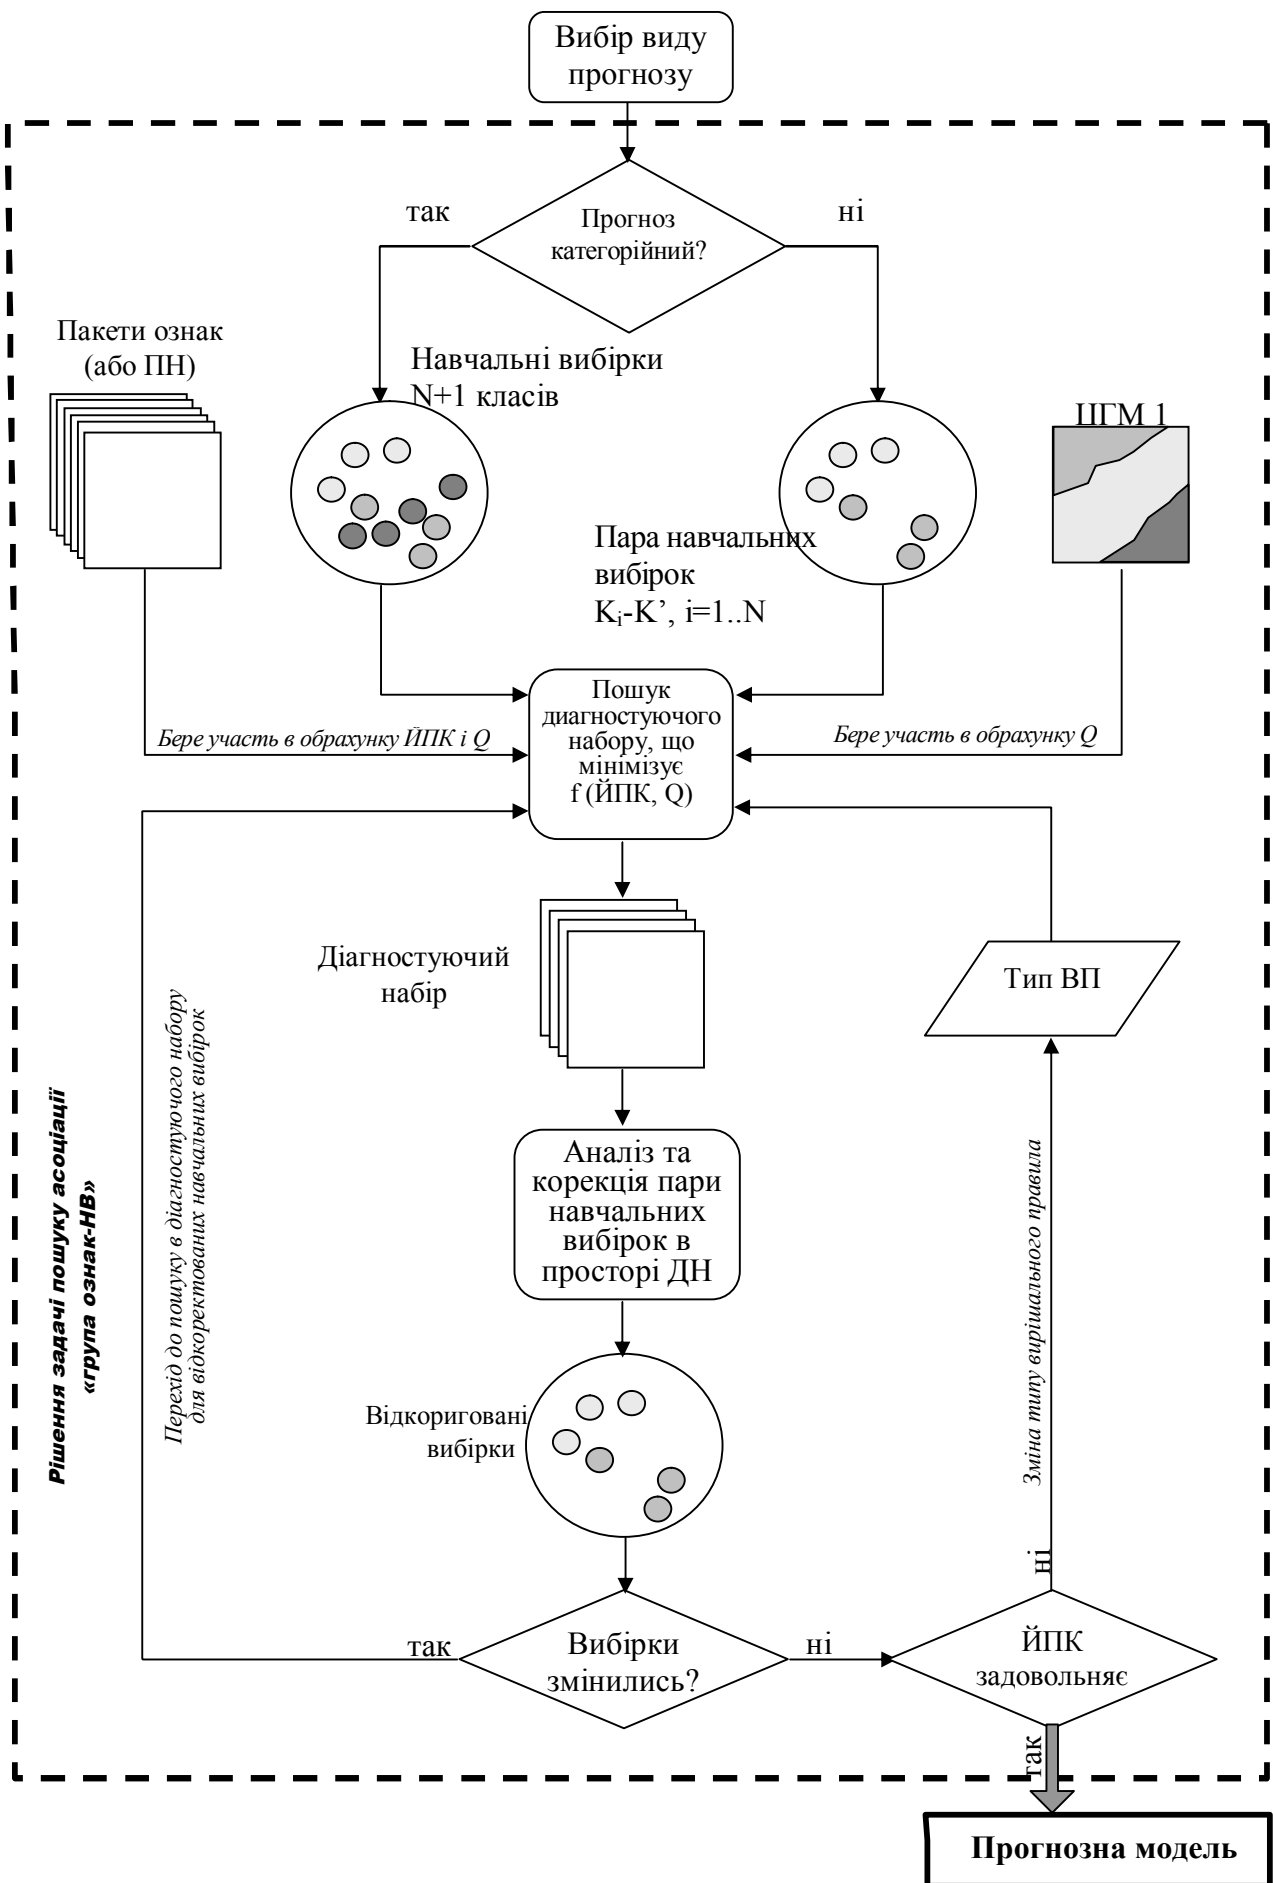 Вибір виду
прогнозу
так
ні
Прогноз
категорійний?
Пакети ознак
(або ПН)
Навчальні вибірки
N+1 класів
ЦГМ 1
Пара навчальних
вибірок
Kᵢ-K’, i=1..N
Пошук
диагностуючого
набору, що
мінімізує
f (ЙПК, Q)
Бере участь в обрахунку ЙПК і Q
Бере участь в обрахунку Q
Діагностуючий
набір
Тип ВП
Рішення задачі пошуку асоціації
«група ознак-НВ»
Перехід до пошуку в діагностуючого набору
для відкоректованих навчальних вибірок
Аналіз та
корекція пари
навчальних
вибірок в
просторі ДН
Зміна типу вирішального правила
Відкориговані
вибірки
ні
так
Вибірки
змінились?
ні
ЙПК
задовольняє
так
Прогнозна модель